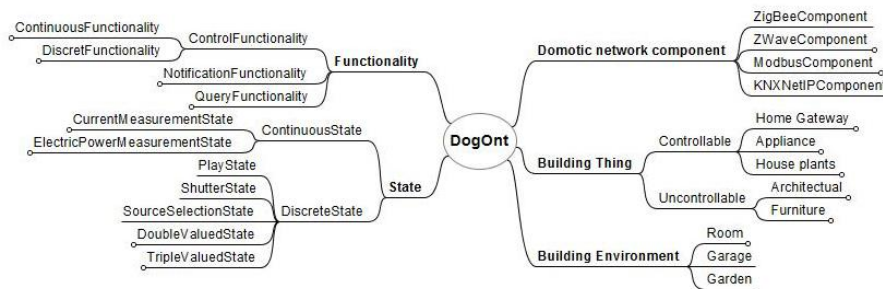 ContinuousFunctionality
DiscretFunctionality
ControlFunctionality
NotificationFunctionality
QueryFunctionality
Functionality
CurrentMeasurementState
ElectricPowerMeasurementState
ContinuousState
PlayState
ShutterState
SourceSelectionState
DoubleValuedState
TripleValuedState
DiscreteState
State
DogOnt
Domotic network component
ZigBeeComponent
ZWaveComponent
ModbusComponent
KNXNetIPComponent
Building Thing
Controllable
Home Gateway
Appliance
House plants
Uncontrollable
Architectual
Furniture
Building Environment
Room
Garage
Garden